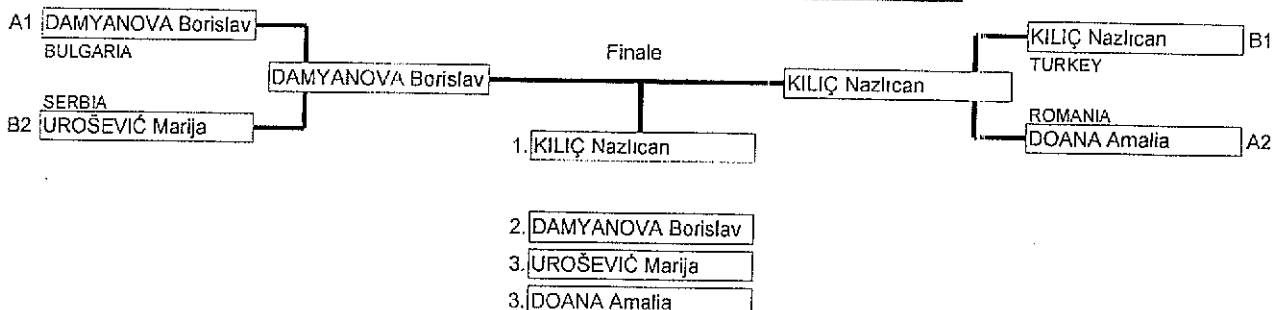 A1 DAMYANOVA Borislav
BULGARIA
SERBIA
B2 UROŠEVIĆ Marija
DAMYANOVA Borislav
Finale
KILIÇ Nazlıcan
KILIÇ Nazlıcan B1
TURKEY
ROMANIA
DOANA Amalia A2
1. KILIÇ Nazlıcan
2. DAMYANOVA Borislav
3. UROŠEVIĆ Marija
3. DOANA Amalia